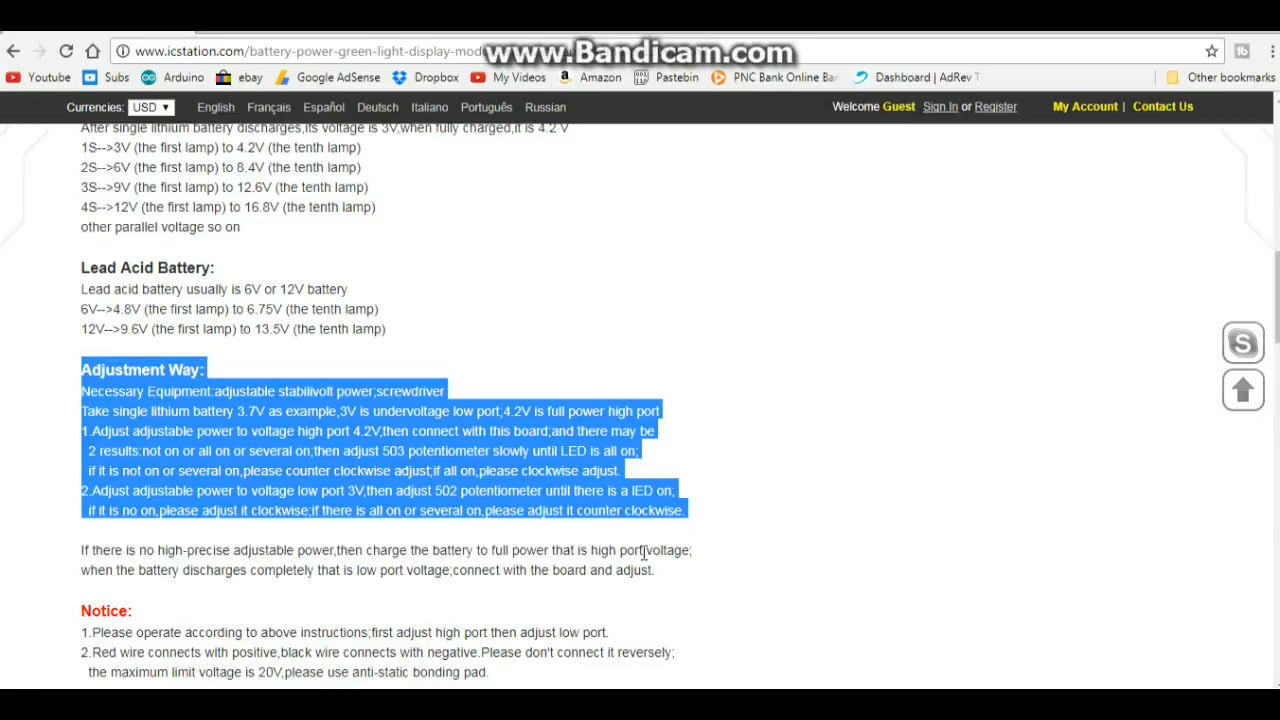 www.icstation.com/battery-power-green-light-display-mod
www.Bandicam.com
Youtube Subs Arduino ebay Google AdSense Dropbox My Videos Amazon Pastebin PNC Bank Online Ba Dashboard | AdRev T Other bookmarks
Currencies: USD English Français Español Deutsch Italiano Português Russian Welcome Guest Sign In or Register My Account | Contact Us
After single lithium battery discharges,its voltage is 3V,when fully charged,it is 4.2 V
1S-->3V (the first lamp) to 4.2V (the tenth lamp)
2S-->6V (the first lamp) to 8.4V (the tenth lamp)
3S-->9V (the first lamp) to 12.6V (the tenth lamp)
4S-->12V (the first lamp) to 16.8V (the tenth lamp)
other parallel voltage so on
Lead Acid Battery:
Lead acid battery usually is 6V or 12V battery
6V-->4.8V (the first lamp) to 6.75V (the tenth lamp)
12V-->9.6V (the first lamp) to 13.5V (the tenth lamp)
Adjustment Way:
Necessary Equipment:adjustable stabilivolt power;screwdriver
Take single lithium battery 3.7V as example,3V is undervoltage low port;4.2V is full power high port
1.Adjust adjustable power to voltage high port 4.2V,then connect with this board;and there may be
2 results:not on or all on or several on;then adjust 503 potentiometer slowly until LED is all on;
if it is not on or several on,please counter clockwise adjust;if all on,please clockwise adjust.
2.Adjust adjustable power to voltage low port 3V,then adjust 502 potentiometer until there is a lED on;
if it is no on,please adjust it clockwise;if there is all on or several on,please adjust it counter clockwise.
If there is no high-precise adjustable power,then charge the battery to full power that is high port voltage;
when the battery discharges completely that is low port voltage;connect with the board and adjust.
Notice:
1.Please operate according to above instructions;first adjust high port then adjust low port.
2.Red wire connects with positive,black wire connects with negative.Please don't connect it reversely;
the maximum limit voltage is 20V,please use anti-static bonding pad.